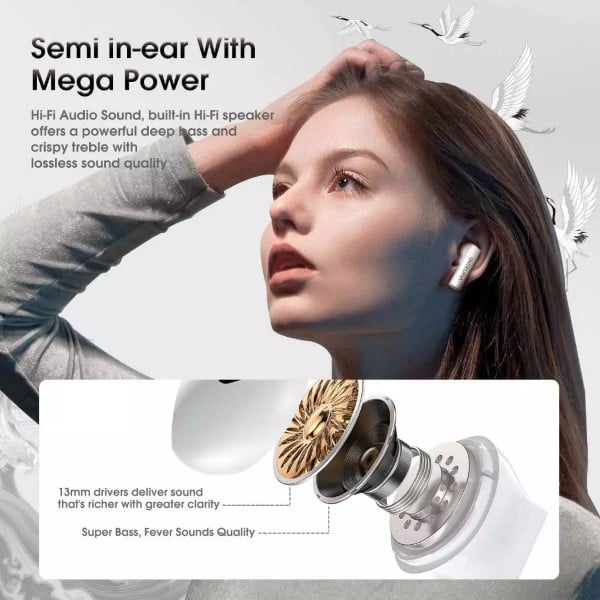 Semi in-ear With
Mega Power
Hi-Fi Audio Sound, built-in Hi-Fi speaker
offers a powerful deep bass and
crispy treble with
lossless sound quality
13mm drivers deliver sound
that's richer with greater clarity
Super Bass, Fever Sounds Quality